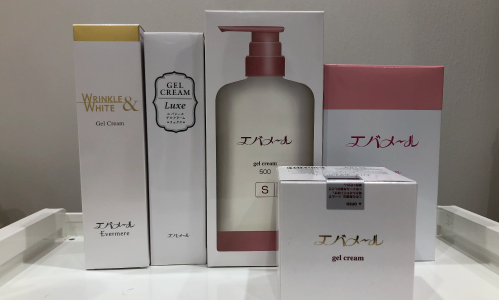 WRINKLE
& WHITE
Gel Cream
エバメール
Evermere
GEL
CREAM
Luxe
エバメール
エバメール
gel cream
500
S
エバメール
エバメール
gel cream